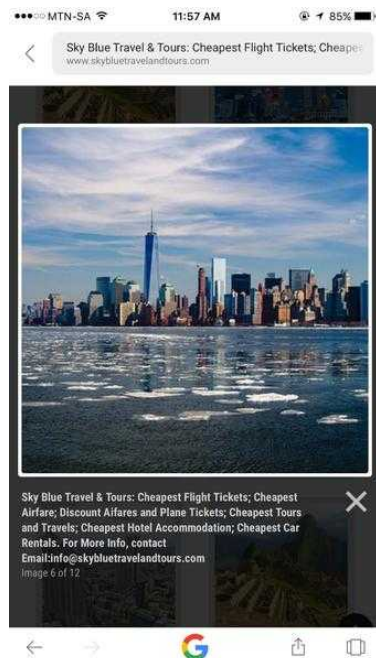 MTN-SA 11:57 AM 85%
Sky Blue Travel & Tours: Cheapest Flight Tickets; Cheapes
www.skybluetravelandtours.com
Sky Blue Travel & Tours: Cheapest Flight Tickets; Cheapest
Airfare; Discount Aifares and Plane Tickets; Cheapest Tours
and Travels; Cheapest Hotel Accommodation; Cheapest Car
Rentals. For More Info, contact
Email:info@skybluetravelandtours.com
Image 6 of 12